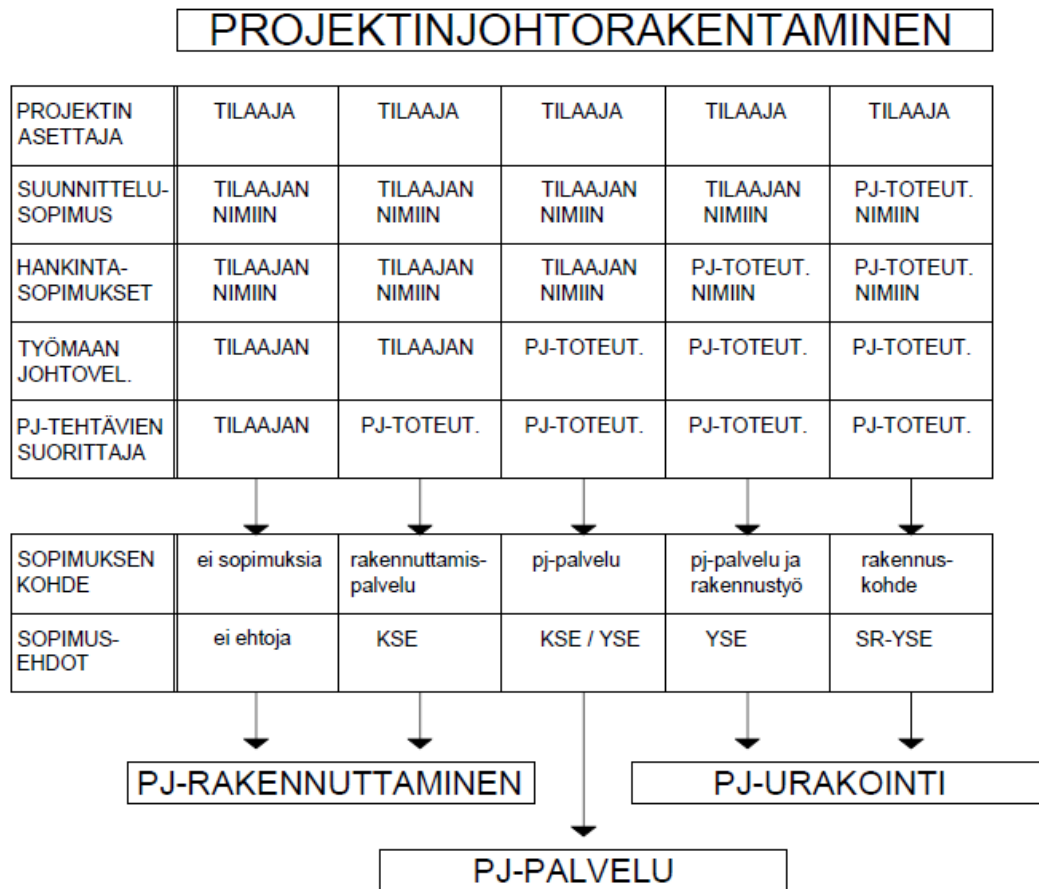 PROJEKTINJOHTORAKENTAMINEN
PROJEKTIN
ASETTAJA
TILAAJA
TILAAJA
TILAAJA
TILAAJA
TILAAJA
SUUNNITTELU-
SOPIMUS
TILAAJAN
NIMIIN
TILAAJAN
NIMIIN
TILAAJAN
NIMIIN
TILAAJAN
NIMIIN
PJ-TOTEUT.
NIMIIN
HANKINTA-
SOPIMUKSET
TILAAJAN
NIMIIN
TILAAJAN
NIMIIN
TILAAJAN
NIMIIN
PJ-TOTEUT.
NIMIIN
PJ-TOTEUT.
NIMIIN
TYÖMAAN
JOHTOVEL.
TILAAJAN
TILAAJAN
PJ-TOTEUT.
PJ-TOTEUT.
PJ-TOTEUT.
PJ-TEHTÄVIEN
SUORITTAJA
TILAAJAN
PJ-TOTEUT.
PJ-TOTEUT.
PJ-TOTEUT.
PJ-TOTEUT.
SOPIMUKSEN
KOHDE
ei sopimuksia
rakennuttamis-
palvelu
pj-palvelu
pj-palvelu ja
rakennustyö
rakennus-
kohde
SOPIMUS-
EHDOT
ei ehtoja
KSE
KSE / YSE
YSE
SR-YSE
PJ-RAKENNUTTAMINEN
PJ-URAKOINTI
PJ-PALVELU